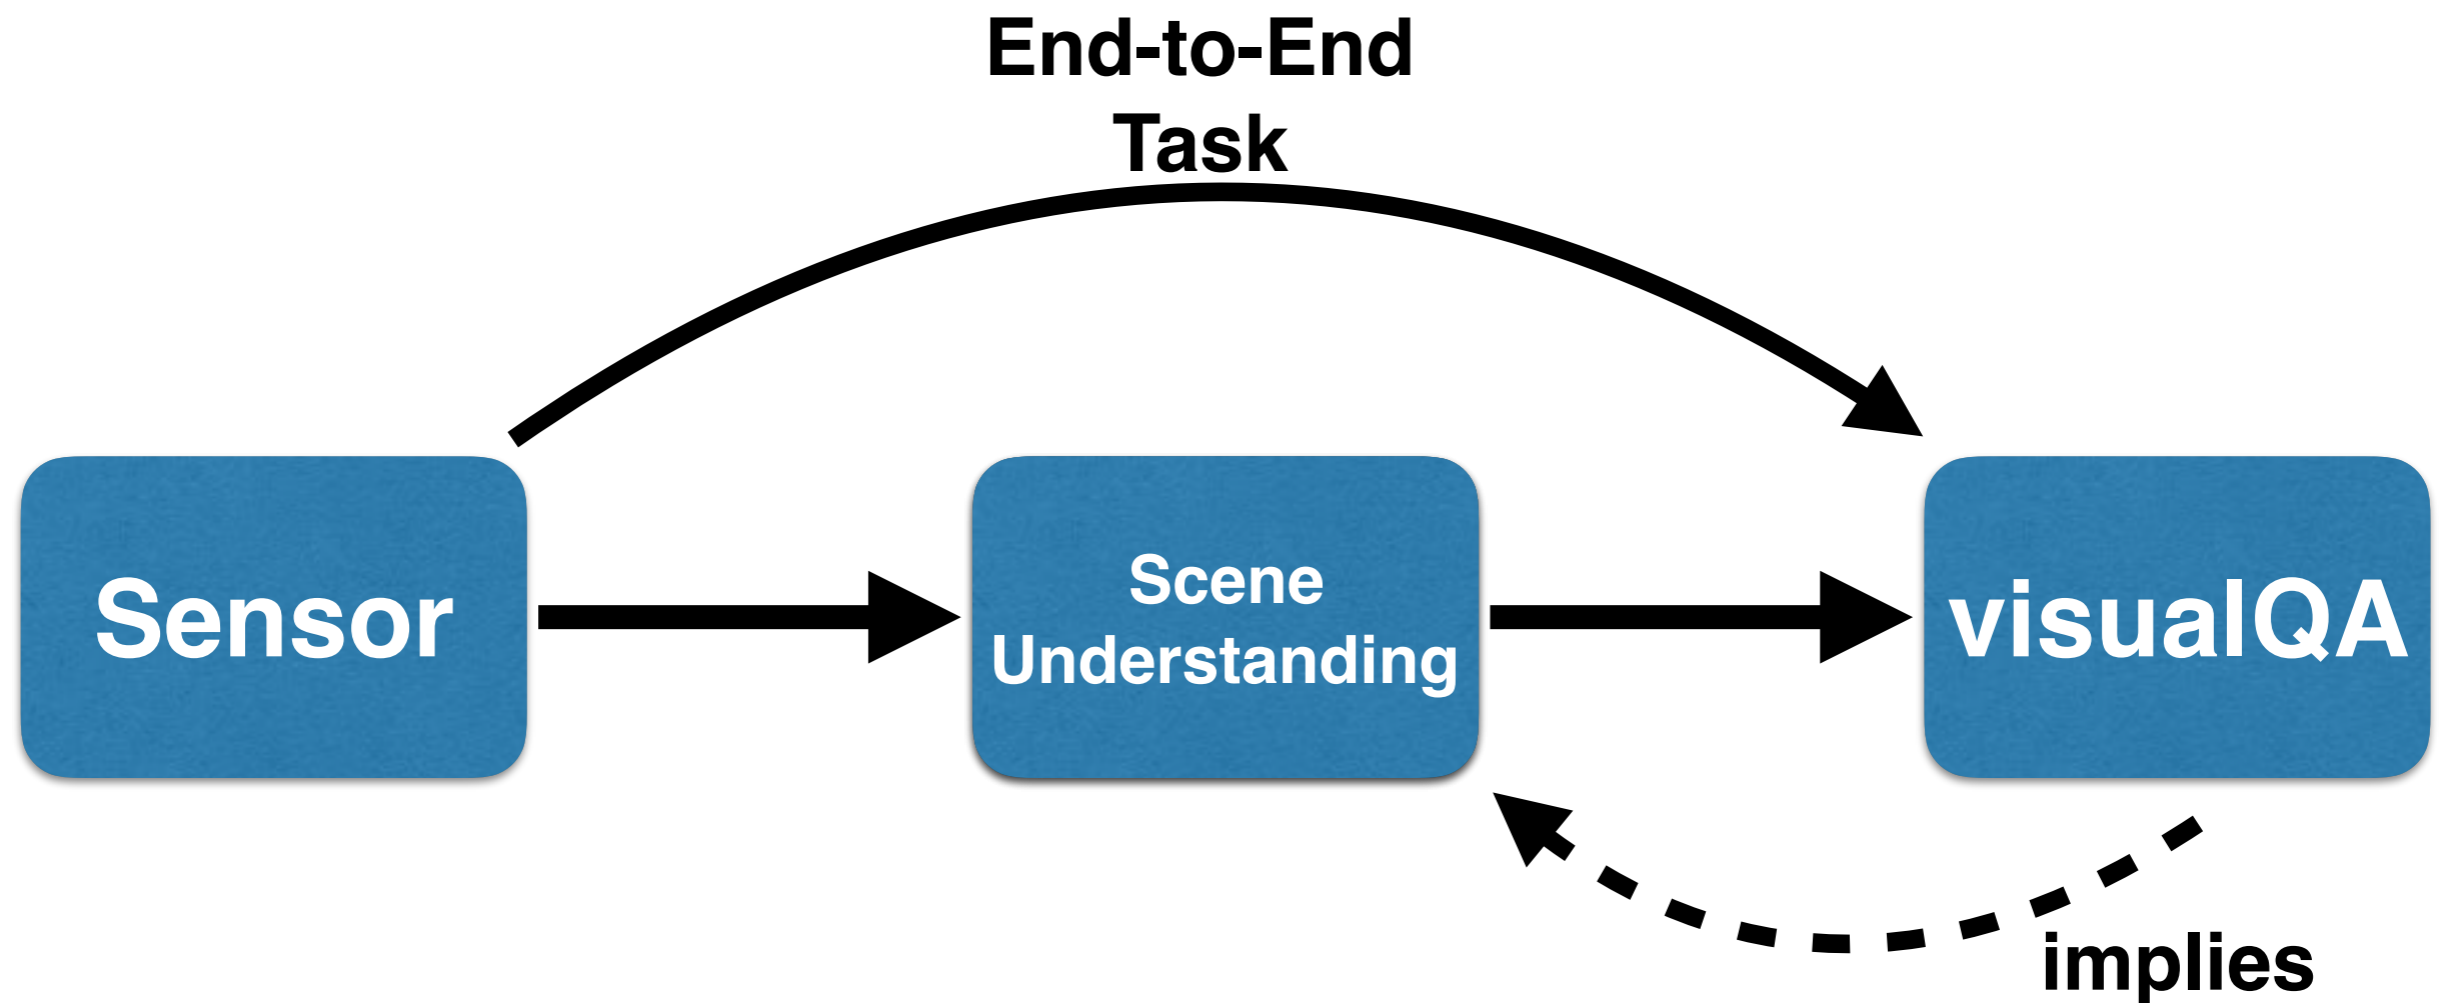 End-to-End
Task
Sensor
Scene
Understanding
visualQA
implies